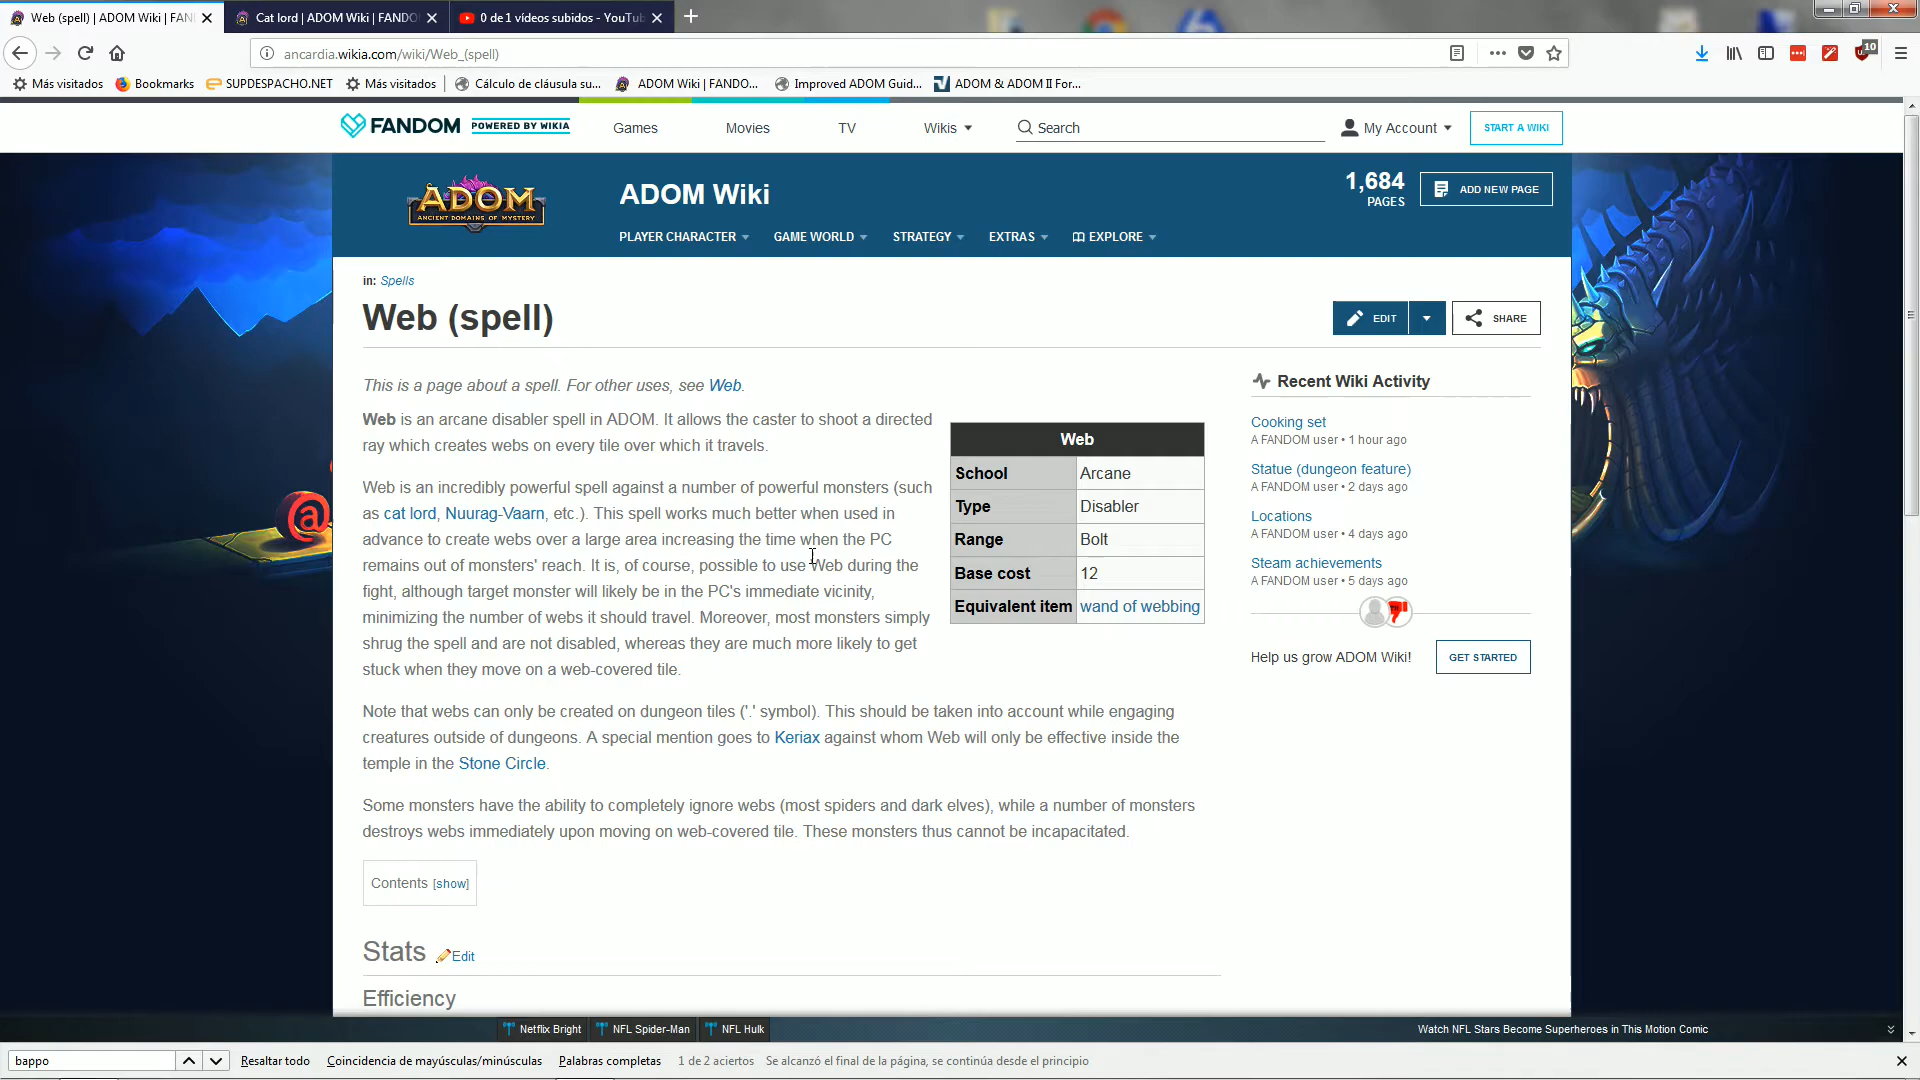 Web (spell) | ADOM Wiki | FAN
Cat lord | ADOM Wiki | FANDO
0 de 1 vídeos subidos - YouTub
ancardia.wikia.com/wiki/Web_(spell)
10
Más visitados
Bookmarks
SUPDESPACHO.NET
Más visitados
Cálculo de cláusula su...
ADOM Wiki | FANDO...
Improved ADOM Guid...
ADOM & ADOM II For...
FANDOM POWERED BY WIKIA
Games
Movies
TV
Wikis
Search
My Account
START A WIKI
ADOM
ANCIENT DOMAINS OF MYSTERY
ADOM Wiki
1,684
PAGES
ADD NEW PAGE
PLAYER CHARACTER
GAME WORLD
STRATEGY
EXTRAS
EXPLORE
in: Spells
Web (spell)
EDIT
SHARE
This is a page about a spell. For other uses, see Web.
Web is an arcane disabler spell in ADOM. It allows the caster to shoot a directed
ray which creates webs on every tile over which it travels.
Web is an incredibly powerful spell against a number of powerful monsters (such
as cat lord, Nuurag-Vaarn, etc.). This spell works much better when used in
advance to create webs over a large area increasing the time when the PC
remains out of monsters' reach. It is, of course, possible to use Web during the
fight, although target monster will likely be in the PC's immediate vicinity,
minimizing the number of webs it should travel. Moreover, most monsters simply
shrug the spell and are not disabled, whereas they are much more likely to get
stuck when they move on a web-covered tile.
Web
School Arcane
Type Disabler
Range Bolt
Base cost 12
Equivalent item wand of webbing
Note that webs can only be created on dungeon tiles ('.' symbol). This should be taken into account while engaging
creatures outside of dungeons. A special mention goes to Keriax against whom Web will only be effective inside the
temple in the Stone Circle.
Some monsters have the ability to completely ignore webs (most spiders and dark elves), while a number of monsters
destroys webs immediately upon moving on web-covered tile. These monsters thus cannot be incapacitated.
Contents [show]
Stats Edit
Efficiency
Recent Wiki Activity
Cooking set
A FANDOM user • 1 hour ago
Statue (dungeon feature)
A FANDOM user • 2 days ago
Locations
A FANDOM user • 4 days ago
Steam achievements
A FANDOM user • 5 days ago
Help us grow ADOM Wiki!
GET STARTED
@
Netflix Bright
NFL Spider-Man
NFL Hulk
Watch NFL Stars Become Superheroes in This Motion Comic
bappo
Resaltar todo
Coincidencia de mayúsculas/minúsculas
Palabras completas
1 de 2 aciertos
Se alcanzó el final de la página, se continúa desde el principio